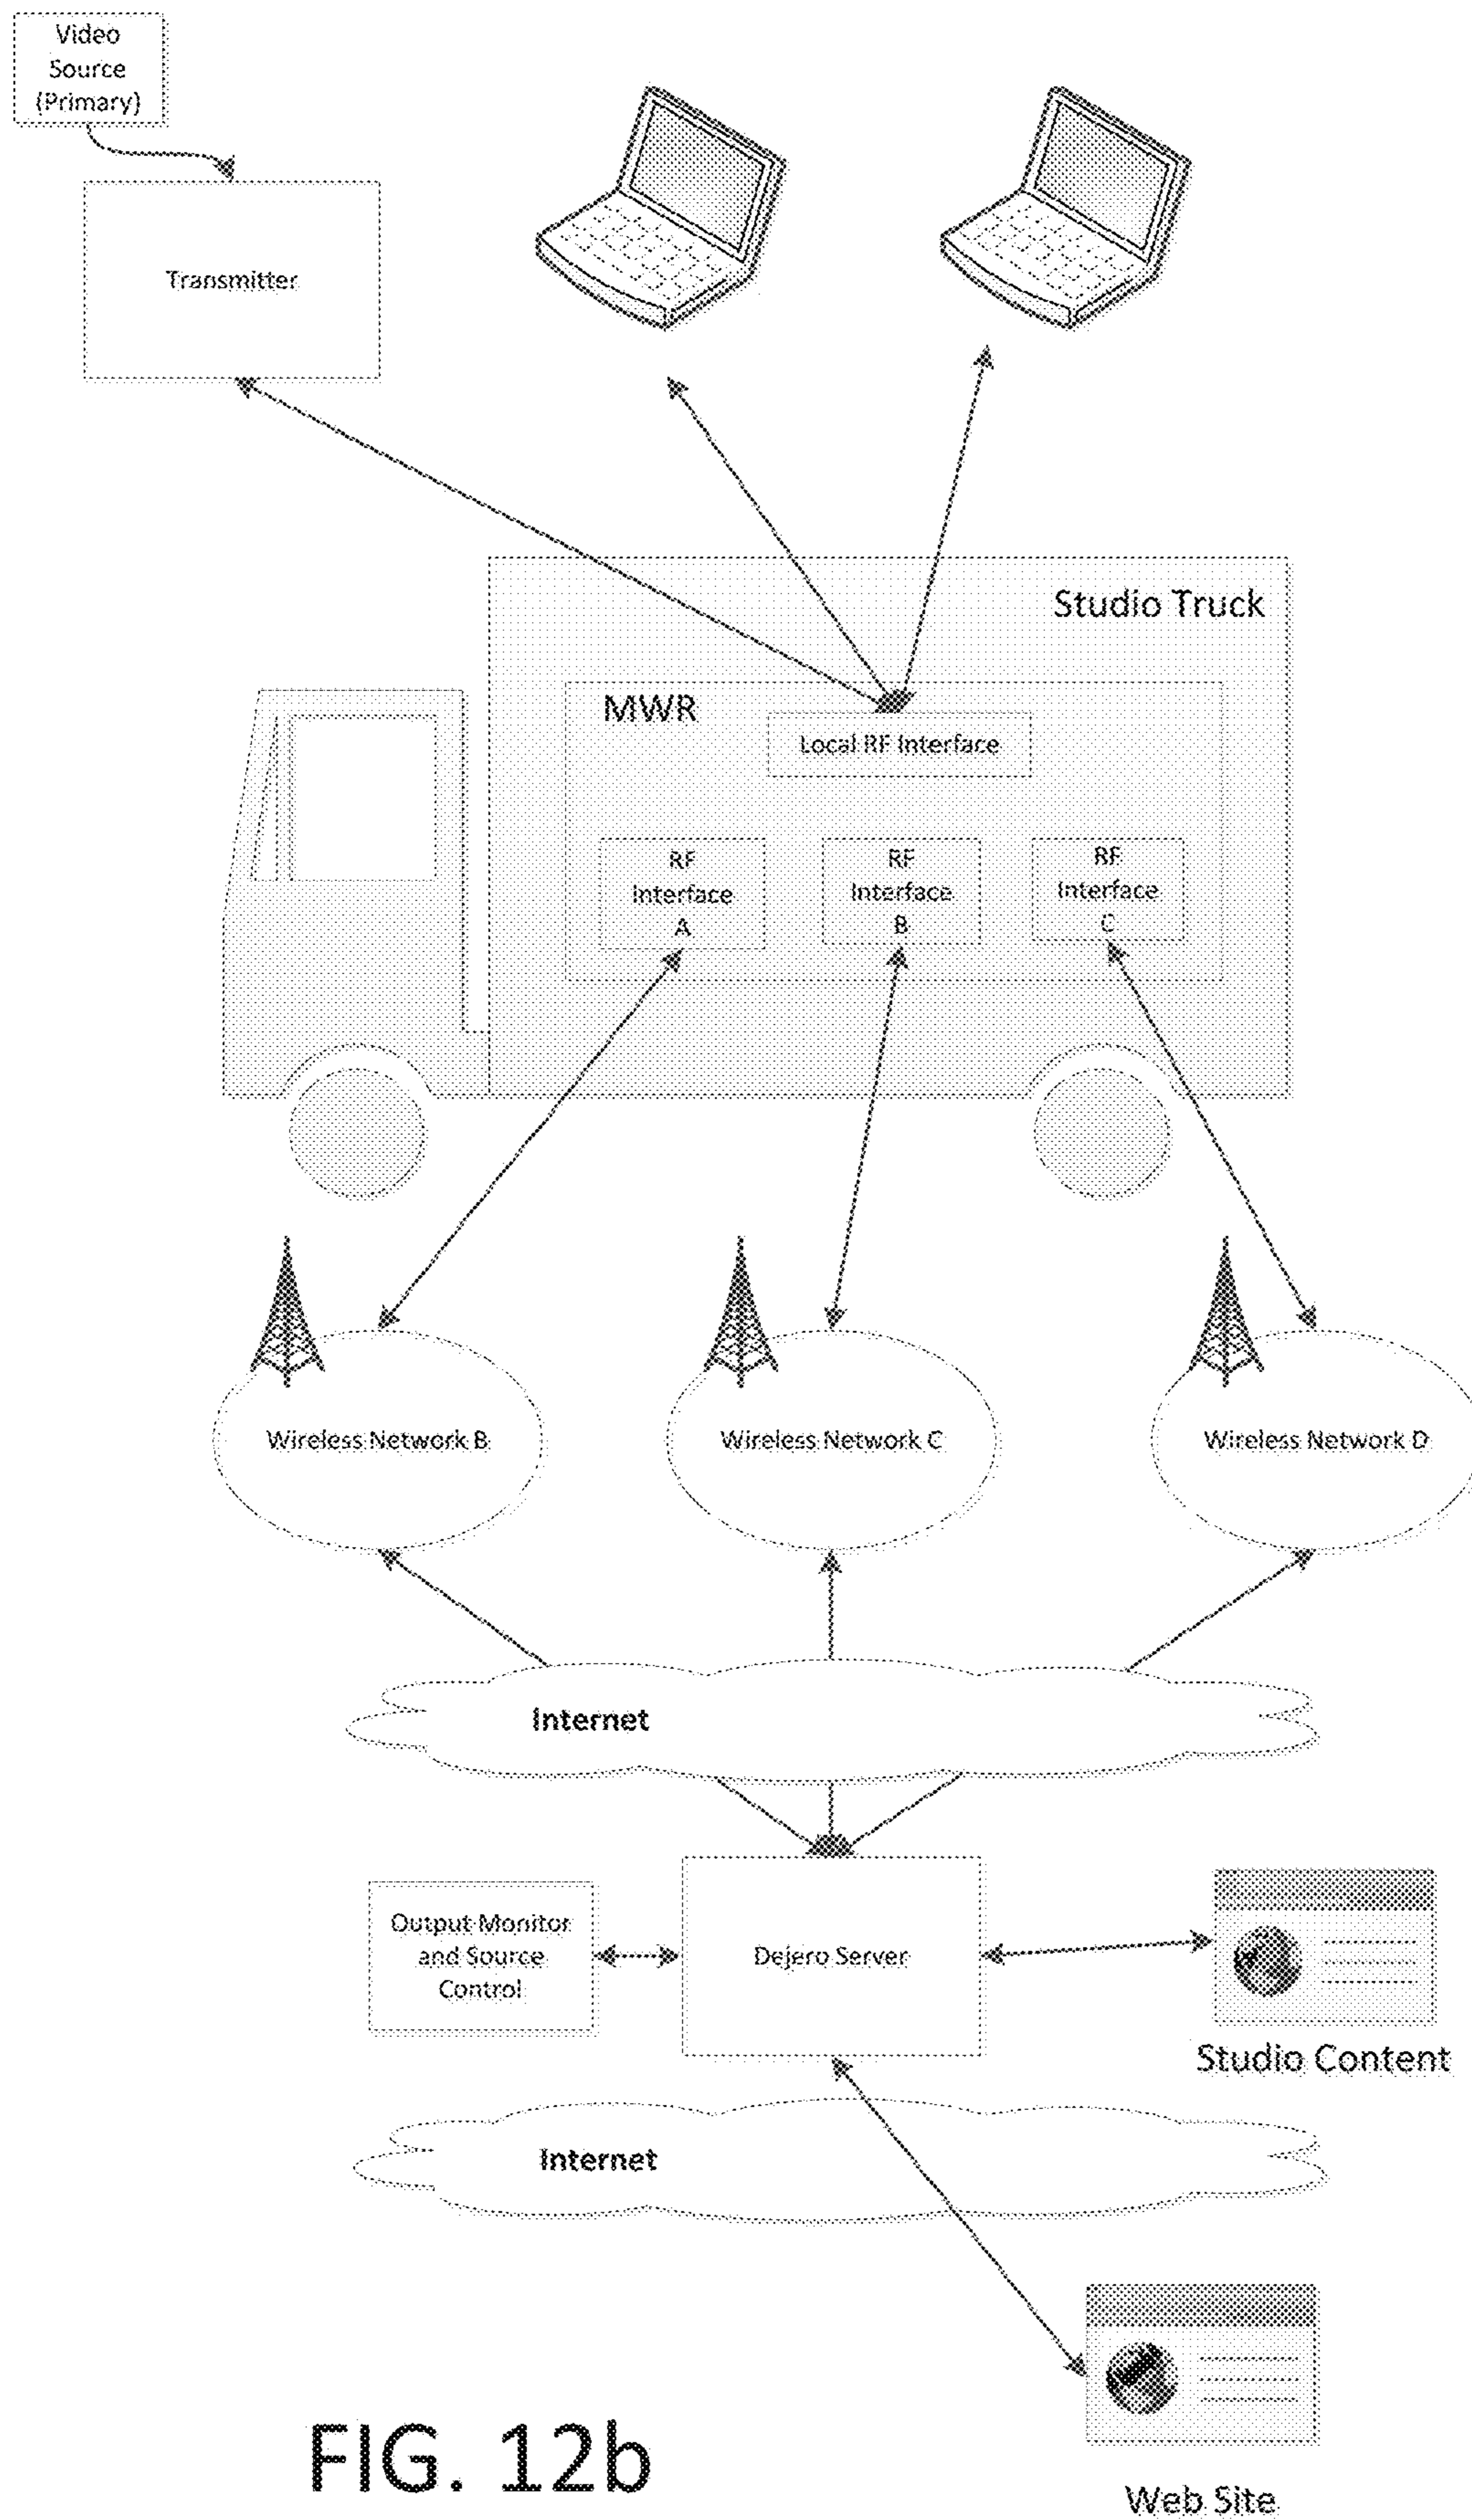 Video
Source
(Primary)
Transmitter
Studio Truck
MWR
Local RF Interface
RF
Interface
A
RF
Interface
B
RF
Interface
C
Wireless Network B
Wireless Network C
Wireless Network D
Internet
Output Monitor
and Source
Control
Dejero Server
Studio Content
Internet
FIG. 12b
Web Site